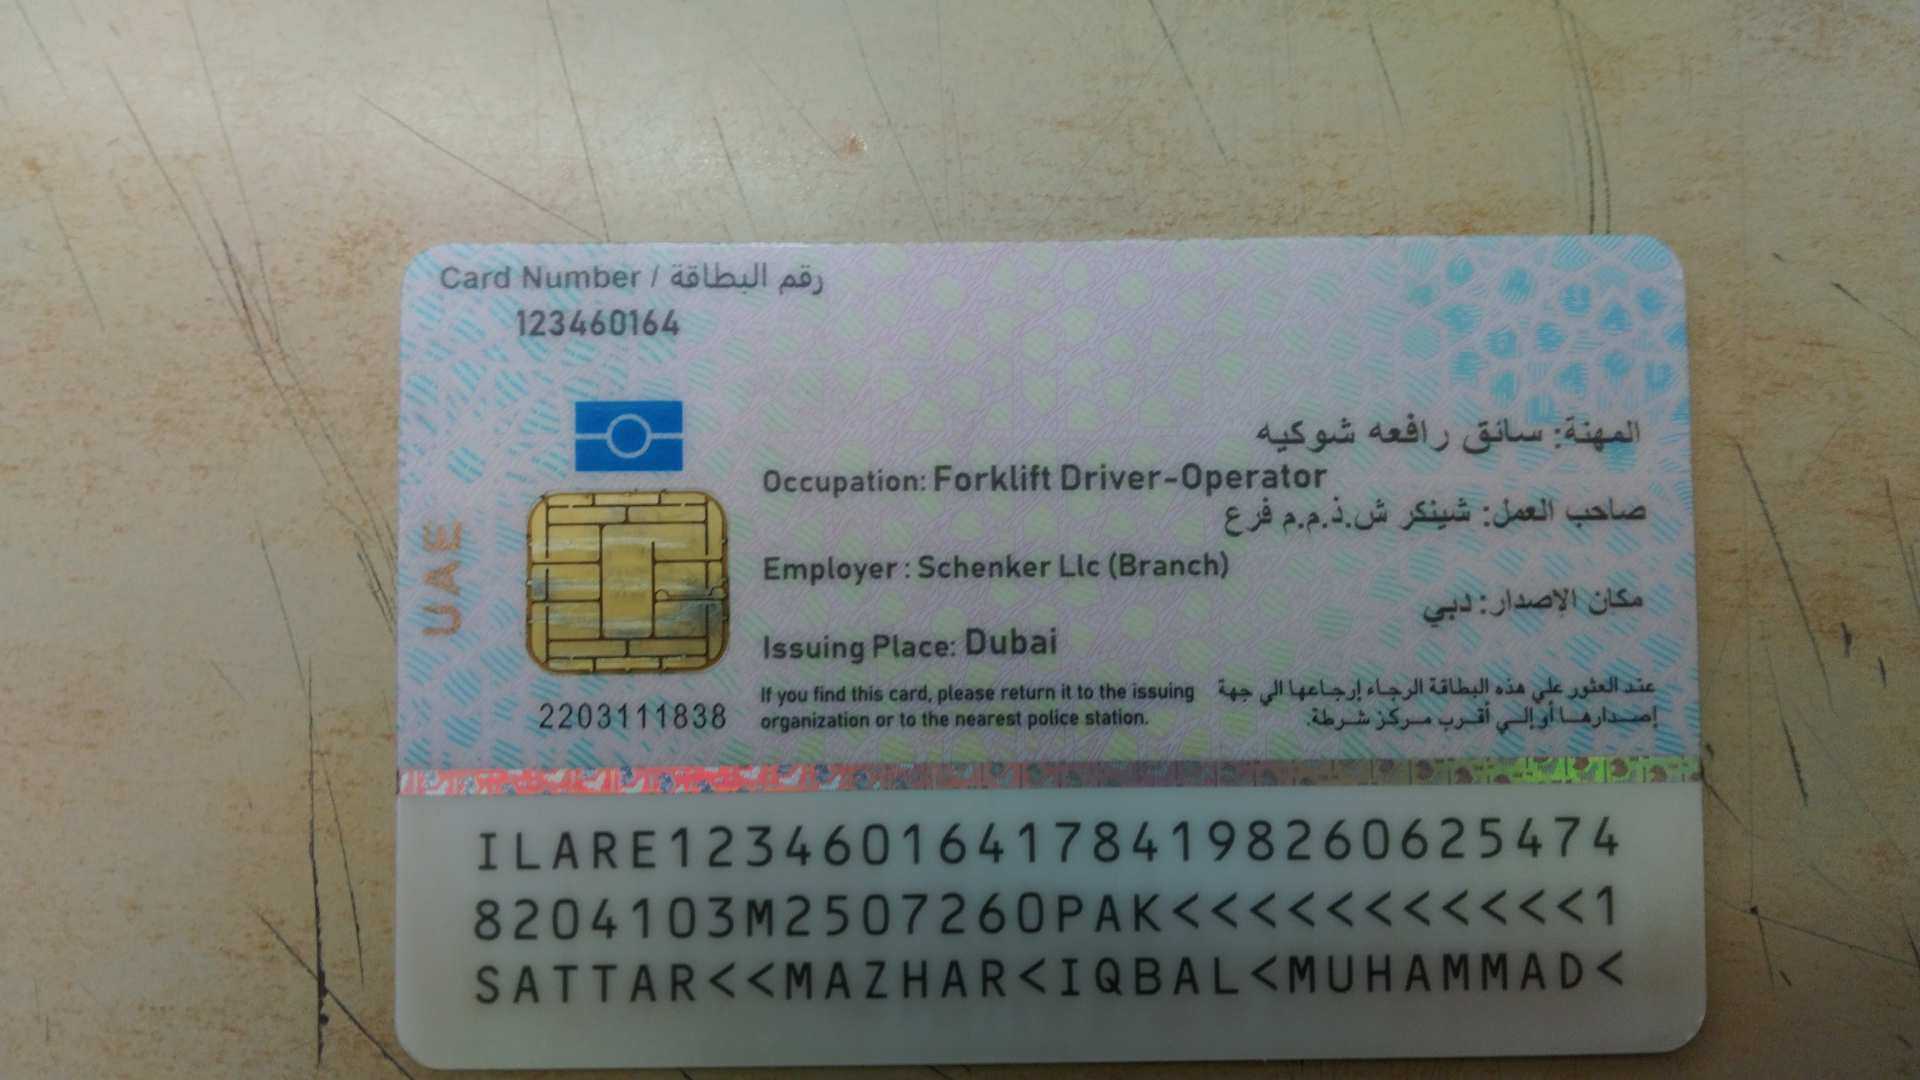 Card Number / رقم البطاقة
123460164
المهنة: سائق رافعه شوكيه
Occupation: Forklift Driver-Operator
صاحب العمل: شينكر ش.ذ.م.م فرع
Employer : Schenker Llc (Branch)
مكان الإصدار: دبي
Issuing Place: Dubai
UAE
2203111838
If you find this card, please return it to the issuing
organization or to the nearest police station.
عند العثور علي هذه البطاقة الرجاء إرجاعها الي جهة
إصدارها أو إلي أقرب مركز شرطة.
ILARE1234601641784198260625474
8204103M2507260PAK<<<<<<<<<<<1
SATTAR<<MAZHAR<IQBAL<MUHAMMAD<